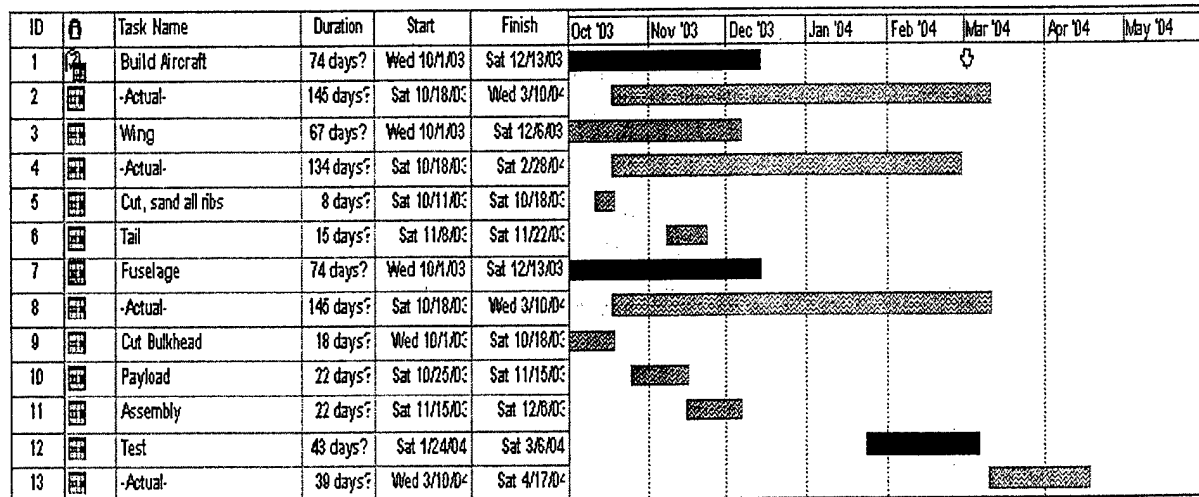 ID Task Name Duration Start Finish Oct '03 Nov '03 Dec '03 Jan '04 Feb '04 Mar '04 Apr '04 May '04
1 Build Aircraft 74 days? Wed 10/1/03 Sat 12/13/03
2 -Actual- 145 days? Sat 10/18/03 Wed 3/10/04
3 Wing 67 days? Wed 10/1/03 Sat 12/6/03
4 -Actual- 134 days? Sat 10/18/03 Sat 2/28/04
5 Cut, sand all ribs 8 days? Sat 10/11/03 Sat 10/18/03
6 Tail 15 days? Sat 11/8/03 Sat 11/22/03
7 Fuselage 74 days? Wed 10/1/03 Sat 12/13/03
8 -Actual- 145 days? Sat 10/18/03 Wed 3/10/04
9 Cut Bulkhead 18 days? Wed 10/1/03 Sat 10/18/03
10 Payload 22 days? Sat 10/25/03 Sat 11/15/03
11 Assembly 22 days? Sat 11/15/03 Sat 12/6/03
12 Test 43 days? Sat 1/24/04 Sat 3/6/04
13 -Actual- 39 days? Wed 3/10/04 Sat 4/17/04